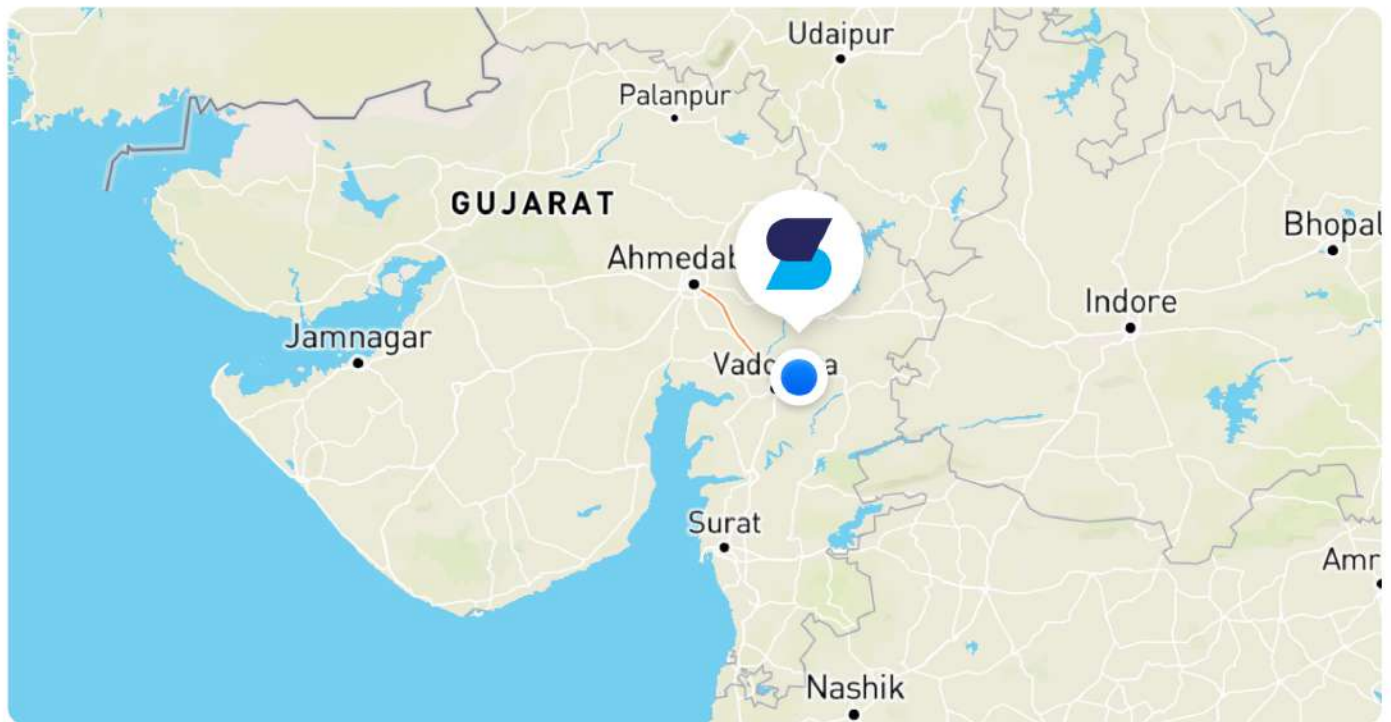 Udaipur
Palanpur
GUJARAT
Bhopal
Ahmedab
Indore
Jamnagar
Surat
Amr
Nashik